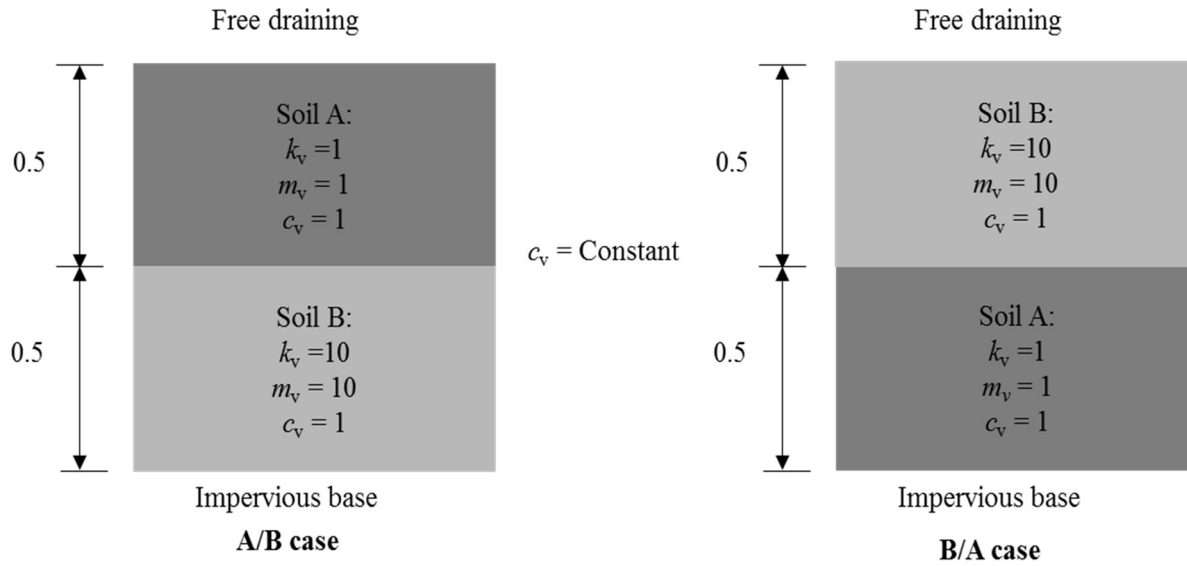 Free draining
0.5
Soil A:
kv =1
mv = 1
cv = 1
0.5
Soil B:
kv =10
mv = 10
cv = 1
Impervious base
A/B case
cv = Constant
Free draining
0.5
Soil B:
kv =10
mv = 10
cv = 1
0.5
Soil A:
kv =1
mv = 1
cv = 1
Impervious base
B/A case